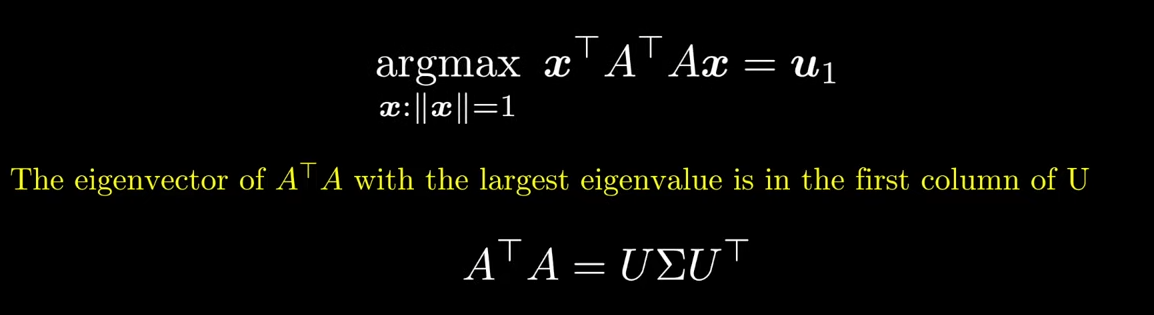 argmax x⊤A⊤Ax = u₁
x:‖x‖=1
The eigenvector of A⊤A with the largest eigenvalue is in the first column of U
A⊤A = UΣU⊤